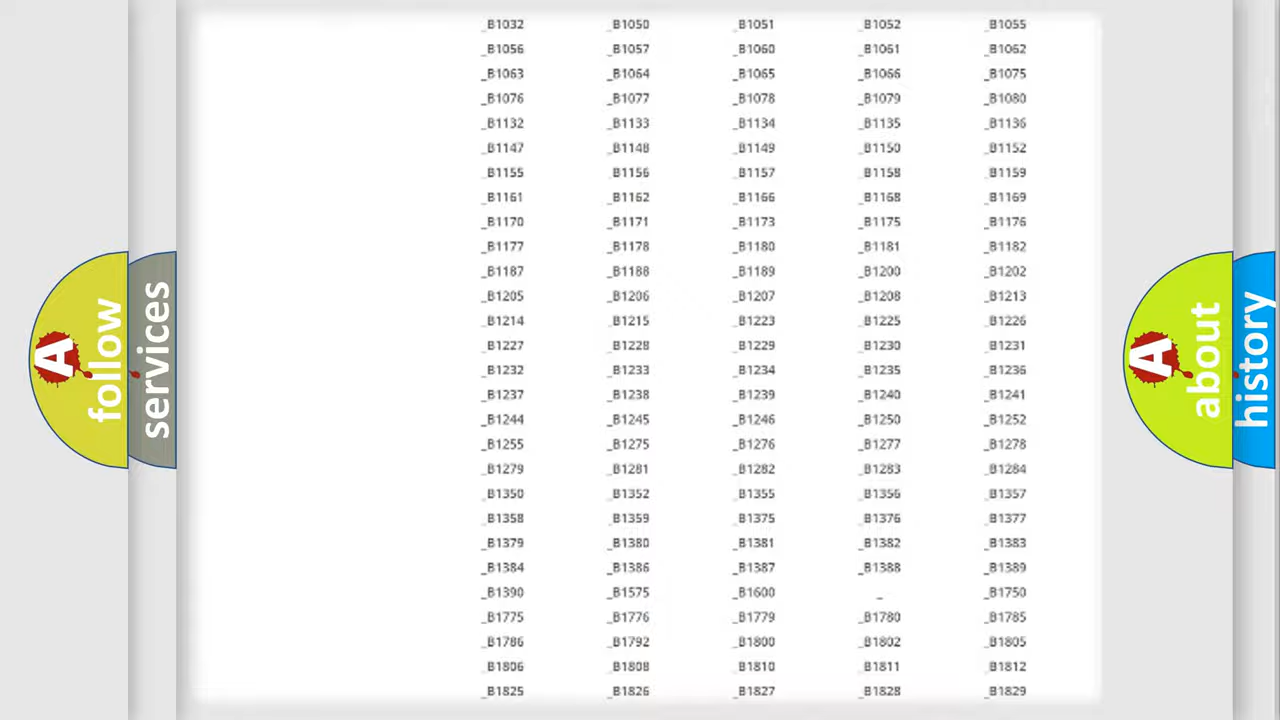 _B1032 _B1050 _B1051 _B1052 _B1055
_B1056 _B1057 _B1060 _B1061 _B1062
_B1063 _B1064 _B1065 _B1066 _B1075
_B1076 _B1077 _B1078 _B1079 _B1080
_B1132 _B1133 _B1134 _B1135 _B1136
_B1147 _B1148 _B1149 _B1150 _B1152
_B1155 _B1156 _B1157 _B1158 _B1159
_B1161 _B1162 _B1166 _B1168 _B1169
_B1170 _B1171 _B1173 _B1175 _B1176
_B1177 _B1178 _B1180 _B1181 _B1182
_B1187 _B1188 _B1189 _B1200 _B1202
_B1205 _B1206 _B1207 _B1208 _B1213
_B1214 _B1215 _B1223 _B1225 _B1226
_B1227 _B1228 _B1229 _B1230 _B1231
_B1232 _B1233 _B1234 _B1235 _B1236
_B1237 _B1238 _B1239 _B1240 _B1241
_B1244 _B1245 _B1246 _B1250 _B1252
_B1255 _B1275 _B1276 _B1277 _B1278
_B1279 _B1281 _B1282 _B1283 _B1284
_B1350 _B1352 _B1355 _B1356 _B1357
_B1358 _B1359 _B1375 _B1376 _B1377
_B1379 _B1380 _B1381 _B1382 _B1383
_B1384 _B1386 _B1387 _B1388 _B1389
_B1390 _B1575 _B1600 _ _B1750
_B1775 _B1776 _B1779 _B1780 _B1785
_B1786 _B1792 _B1800 _B1802 _B1805
_B1806 _B1808 _B1810 _B1811 _B1812
_B1825 _B1826 _B1827 _B1828 _B1829
A follow
services
A about
history